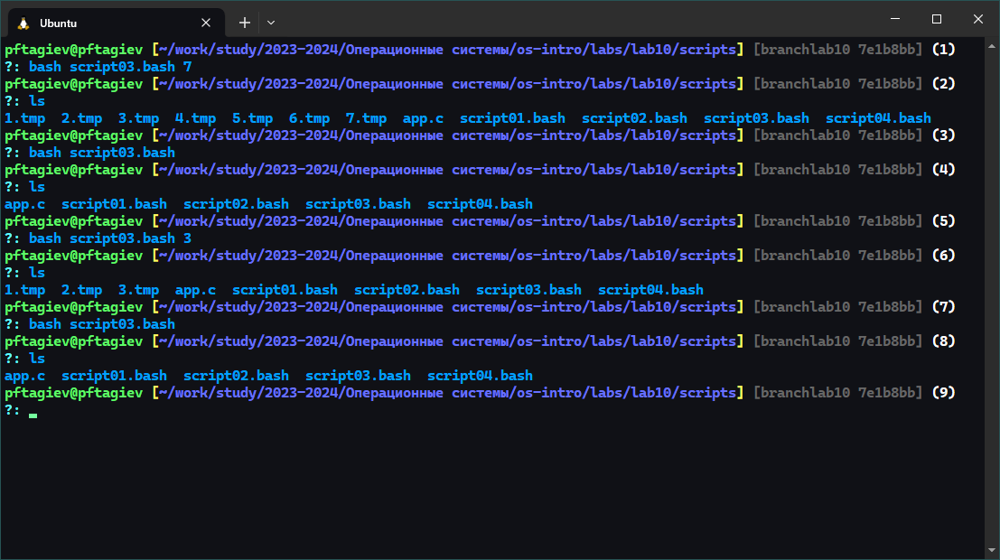 Ubuntu
pftagiev@pftagiev [~/work/study/2023-2024/Операционные системы/os-intro/labs/lab10/scripts] [branchlab10 7e1b8bb] (1)
?: bash script03.bash 7
pftagiev@pftagiev [~/work/study/2023-2024/Операционные системы/os-intro/labs/lab10/scripts] [branchlab10 7e1b8bb] (2)
?: ls
1.tmp  2.tmp  3.tmp  4.tmp  5.tmp  6.tmp  7.tmp  app.c  script01.bash  script02.bash  script03.bash  script04.bash
pftagiev@pftagiev [~/work/study/2023-2024/Операционные системы/os-intro/labs/lab10/scripts] [branchlab10 7e1b8bb] (3)
?: bash script03.bash
pftagiev@pftagiev [~/work/study/2023-2024/Операционные системы/os-intro/labs/lab10/scripts] [branchlab10 7e1b8bb] (4)
?: ls
app.c  script01.bash  script02.bash  script03.bash  script04.bash
pftagiev@pftagiev [~/work/study/2023-2024/Операционные системы/os-intro/labs/lab10/scripts] [branchlab10 7e1b8bb] (5)
?: bash script03.bash 3
pftagiev@pftagiev [~/work/study/2023-2024/Операционные системы/os-intro/labs/lab10/scripts] [branchlab10 7e1b8bb] (6)
?: ls
1.tmp  2.tmp  3.tmp  app.c  script01.bash  script02.bash  script03.bash  script04.bash
pftagiev@pftagiev [~/work/study/2023-2024/Операционные системы/os-intro/labs/lab10/scripts] [branchlab10 7e1b8bb] (7)
?: bash script03.bash
pftagiev@pftagiev [~/work/study/2023-2024/Операционные системы/os-intro/labs/lab10/scripts] [branchlab10 7e1b8bb] (8)
?: ls
app.c  script01.bash  script02.bash  script03.bash  script04.bash
pftagiev@pftagiev [~/work/study/2023-2024/Операционные системы/os-intro/labs/lab10/scripts] [branchlab10 7e1b8bb] (9)
?: